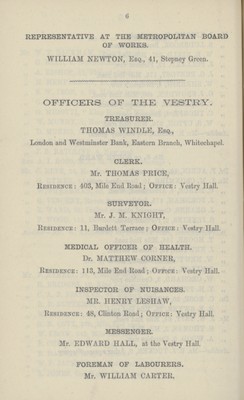 6
REPRESENTATIVE AT THE METROPOLITAN BOARD
OF WORKS.
WILLIAM NEWTON, Esq., 41, Stepney Green.
OFFICERS OF THE VESTRY.
TREASURER.
THOMAS WINDLE, Esq.,
London and Westminster Bank, Eastern Branch, Whitechapel.
CLERK.
Mr. THOMAS PRICE,
RESIDENCE: 403, Mile End Road; OFFICE: Vestry Hall.
SURVEYOR.
Mr. J. M. KNIGHT,
RESIDENCE: 11, Burdett Terrace; OFFICE: Vestry Hall.
MEDICAL OFFICER OF HEALTH.
Dr. MATTHEW CORNER,
RESIDENCE: 113, Mile End Road; OFFICE: Vestry Hall.
INSPECTOR OF NUISANCES.
MR. HENRY LESHAW,
RESIDENCE: 48, Clinton Road; OFFICE: Vestry Hall.
MESSENGER.
Mr. EDWARD HALL, at the Vestry Hall.
FOREMAN OF LABOURERS.
Mr. WILLIAM CARTER,